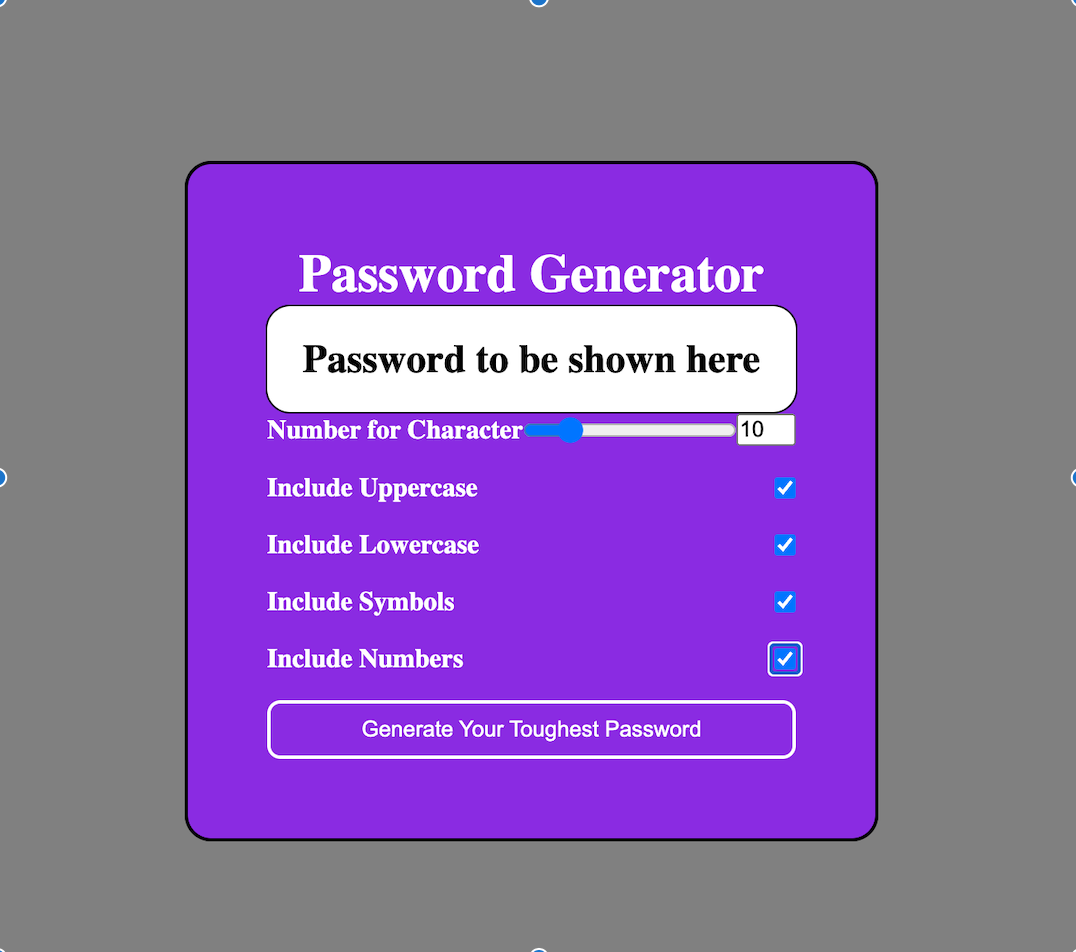 Password Generator
Password to be shown here
Number for Character 10
Include Uppercase
Include Lowercase
Include Symbols
Include Numbers
Generate Your Toughest Password